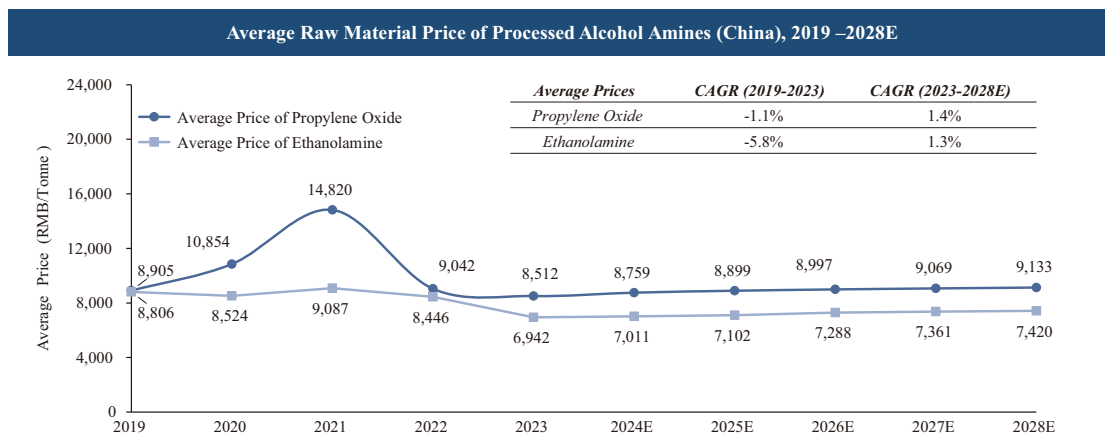 Average Raw Material Price of Processed Alcohol Amines (China), 2019 –2028E
Average Price (RMB/Tonne)
24,000
20,000
16,000
12,000
8,000
4,000
0
Average Price of Propylene Oxide
Average Price of Ethanolamine
Average Prices CAGR (2019-2023) CAGR (2023-2028E)
Propylene Oxide -1.1% 1.4%
Ethanolamine -5.8% 1.3%
8,905 10,854 14,820 9,042 8,512 8,759 8,899 8,997 9,069 9,133
8,806 8,524 9,087 8,446 6,942 7,011 7,102 7,288 7,361 7,420
2019 2020 2021 2022 2023 2024E 2025E 2026E 2027E 2028E